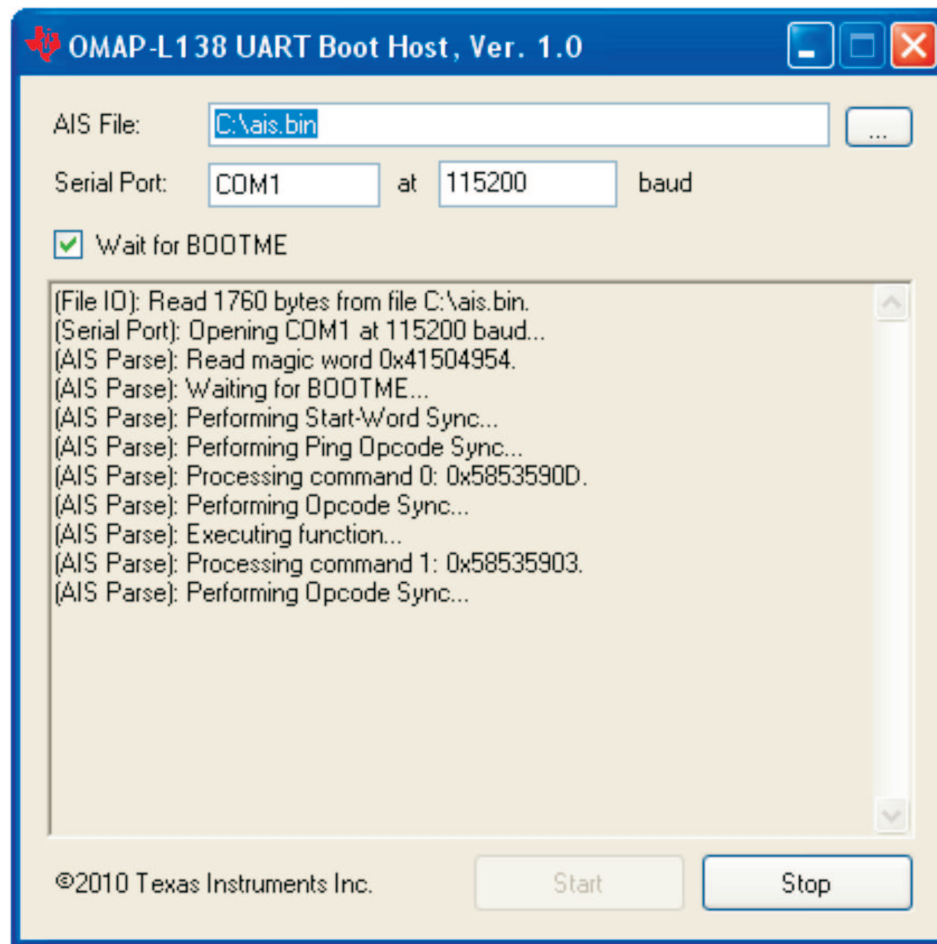 OMAP-L138 UART Boot Host, Ver. 1.0
AIS File: C:\ais.bin ...
Serial Port: COM1 at 115200 baud
Wait for BOOTME
(File IO): Read 1760 bytes from file C:\ais.bin.
(Serial Port): Opening COM1 at 115200 baud...
(AIS Parse): Read magic word 0x41504954.
(AIS Parse): Waiting for BOOTME...
(AIS Parse): Performing Start-Word Sync...
(AIS Parse): Performing Ping Opcode Sync...
(AIS Parse): Processing command 0: 0x5853590D.
(AIS Parse): Performing Opcode Sync...
(AIS Parse): Executing function...
(AIS Parse): Processing command 1: 0x58535903.
(AIS Parse): Performing Opcode Sync...
©2010 Texas Instruments Inc. Start Stop